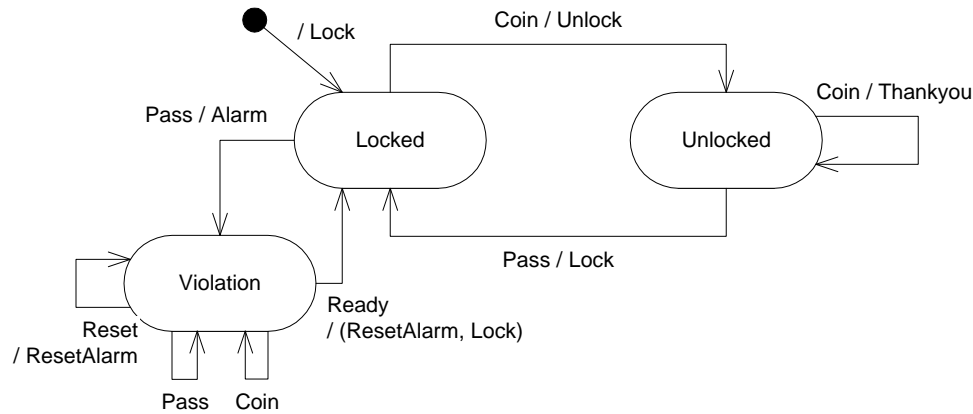 / Lock
Coin / Unlock
Coin / Thankyou
Pass / Alarm
Locked
Unlocked
Pass / Lock
Violation
Ready
/ (ResetAlarm, Lock)
Reset
/ ResetAlarm
Pass
Coin